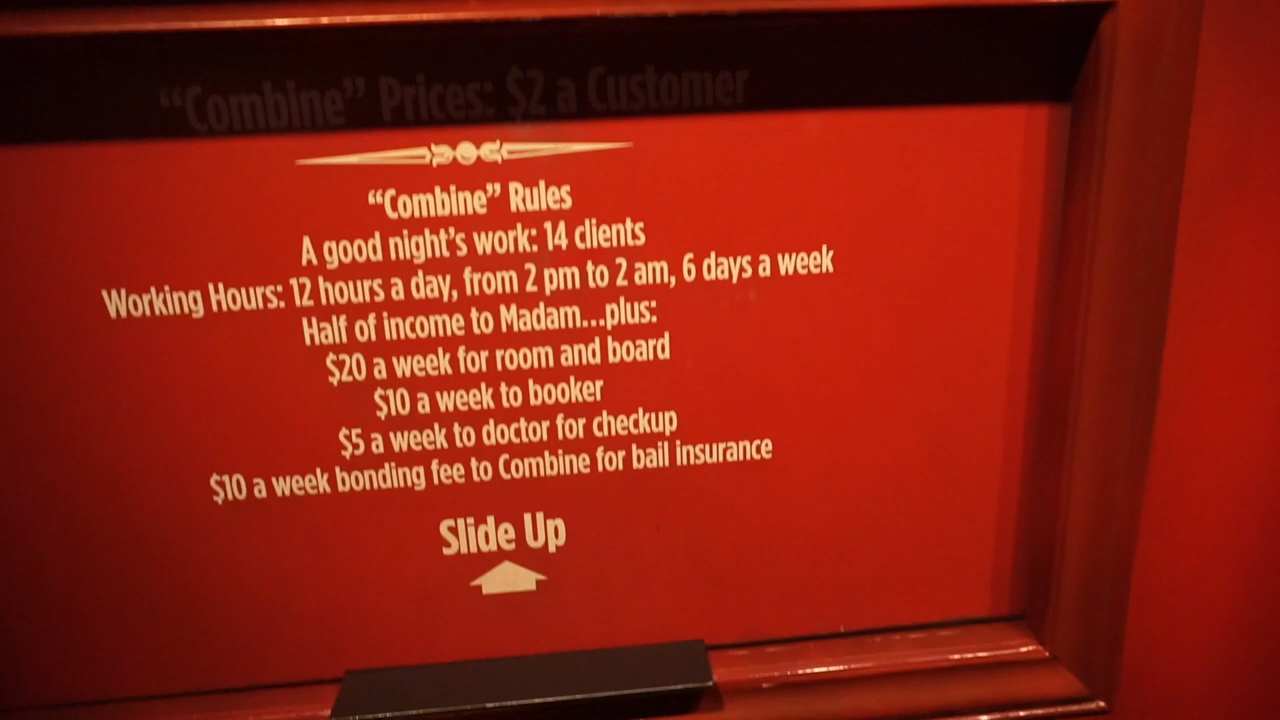 “Combine” Prices: $2 a Customer
“Combine” Rules
A good night’s work: 14 clients
Working Hours: 12 hours a day, from 2 pm to 2 am, 6 days a week
Half of income to Madam...plus:
$20 a week for room and board
$10 a week to booker
$5 a week to doctor for checkup
$10 a week bonding fee to Combine for bail insurance
Slide Up